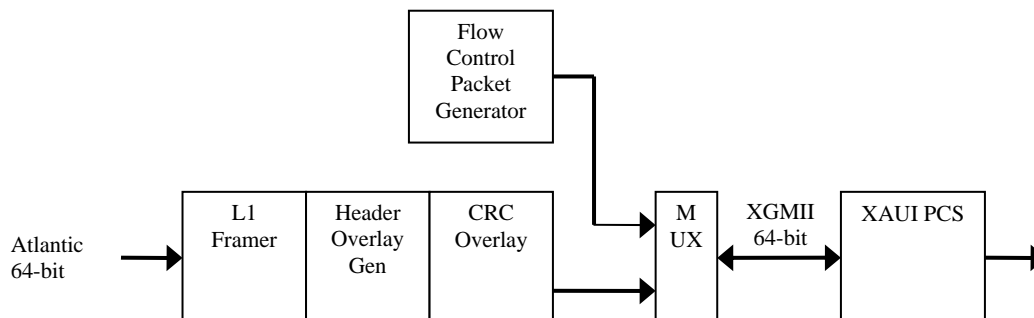 Flow
Control
Packet
Generator
Atlantic
64-bit
L1
Framer
Header
Overlay
Gen
CRC
Overlay
M
UX
XGMII
64-bit
XAUI PCS